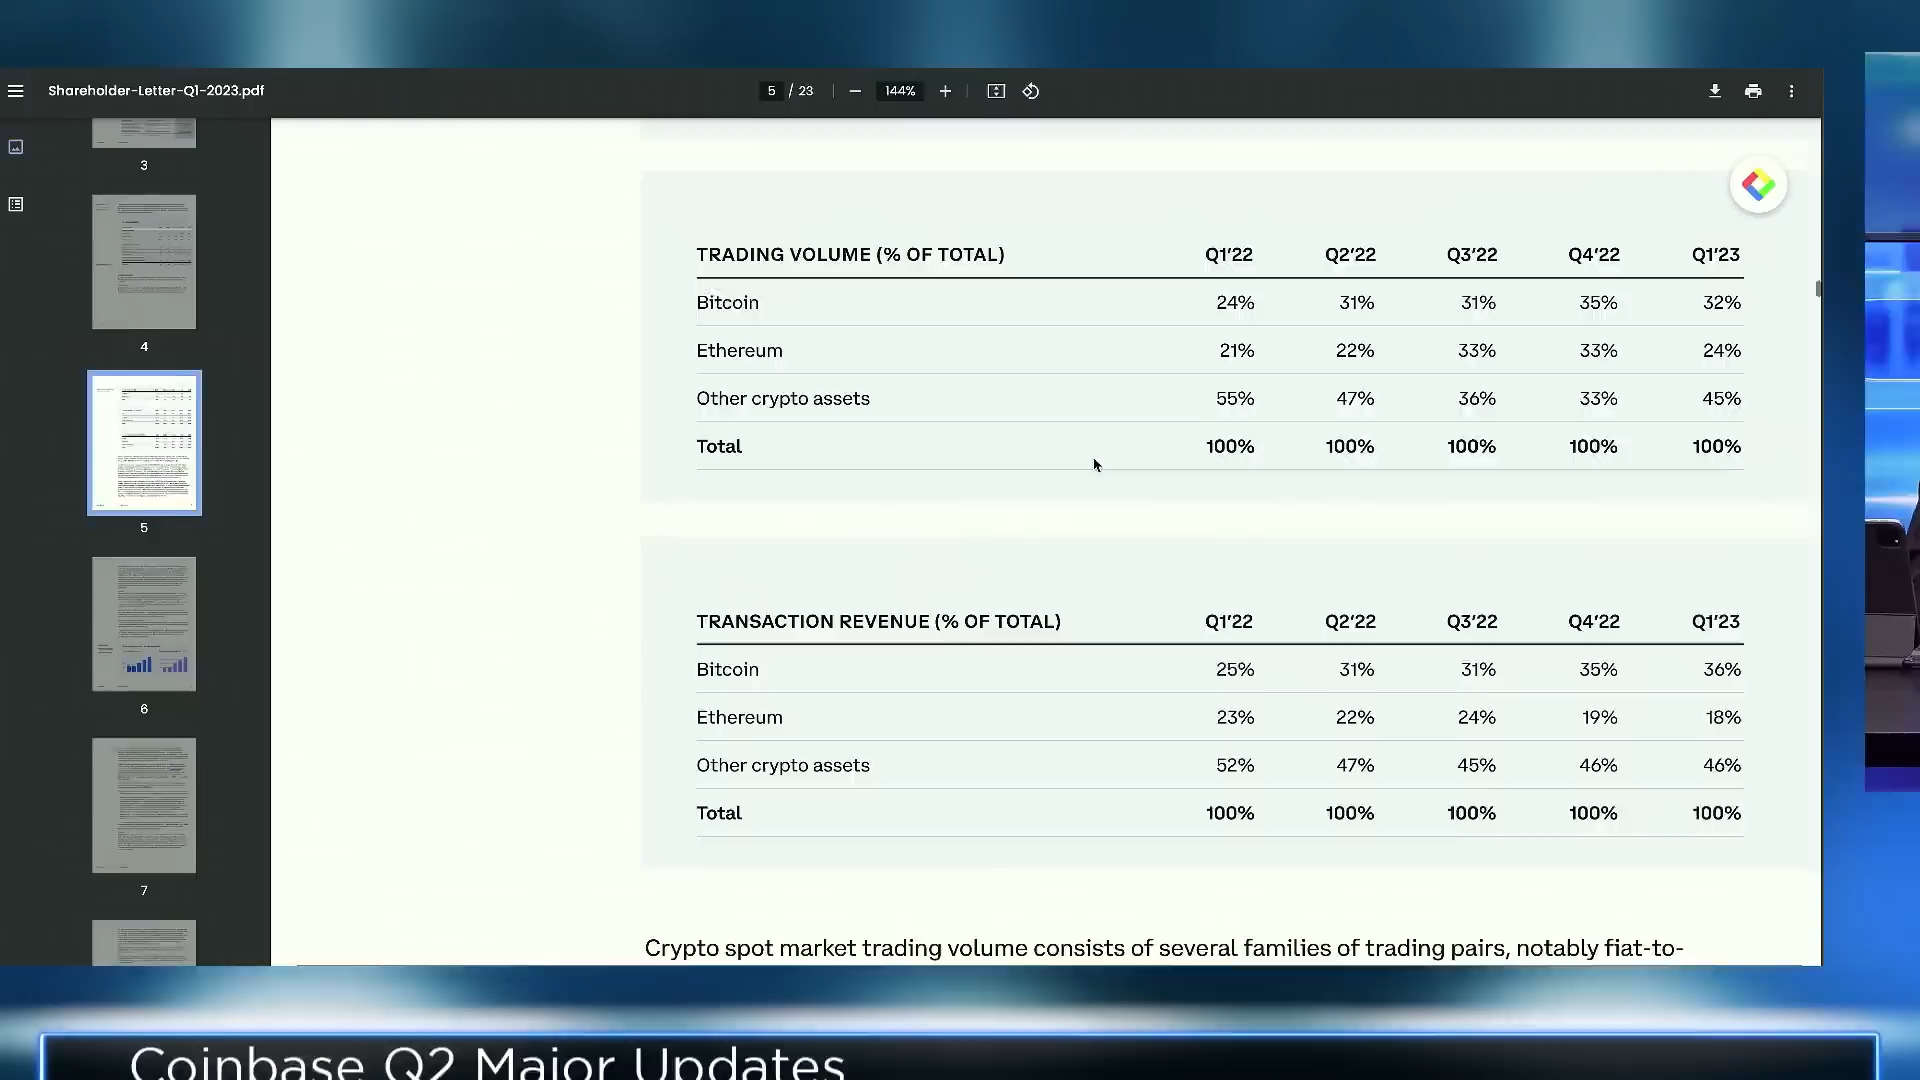 Shareholder-Letter-Q1-2023.pdf
5 / 23
144%
3
4
5
6
7
TRADING VOLUME (% OF TOTAL) Q1'22 Q2'22 Q3'22 Q4'22 Q1'23
Bitcoin 24% 31% 31% 35% 32%
Ethereum 21% 22% 33% 33% 24%
Other crypto assets 55% 47% 36% 33% 45%
Total 100% 100% 100% 100% 100%
TRANSACTION REVENUE (% OF TOTAL) Q1'22 Q2'22 Q3'22 Q4'22 Q1'23
Bitcoin 25% 31% 31% 35% 36%
Ethereum 23% 22% 24% 19% 18%
Other crypto assets 52% 47% 45% 46% 46%
Total 100% 100% 100% 100% 100%
Crypto spot market trading volume consists of several families of trading pairs, notably fiat-to-
Coinbase Q2 Major Updates